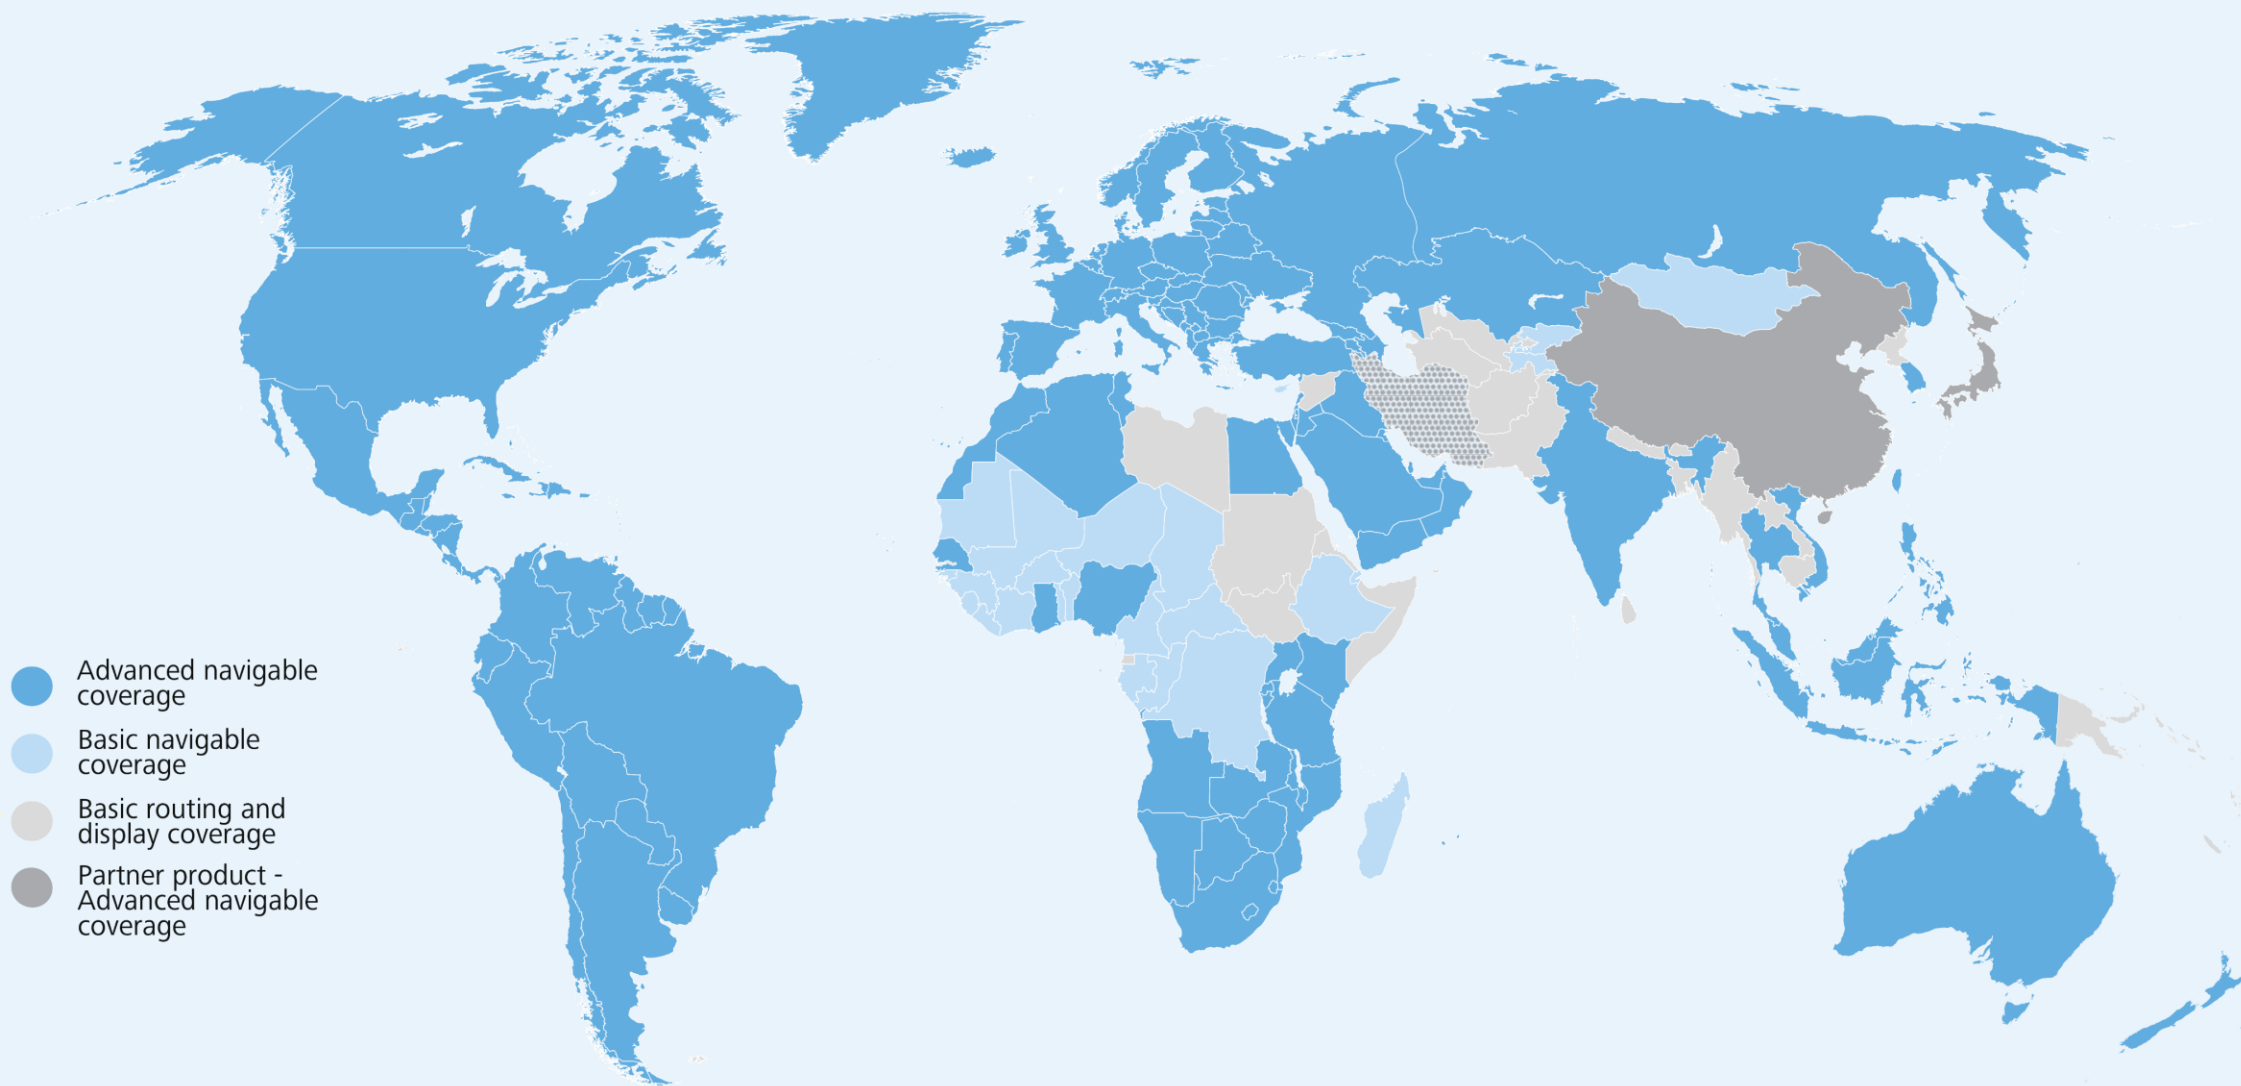 Advanced navigable
coverage
Basic navigable
coverage
Basic routing and
display coverage
Partner product -
Advanced navigable
coverage